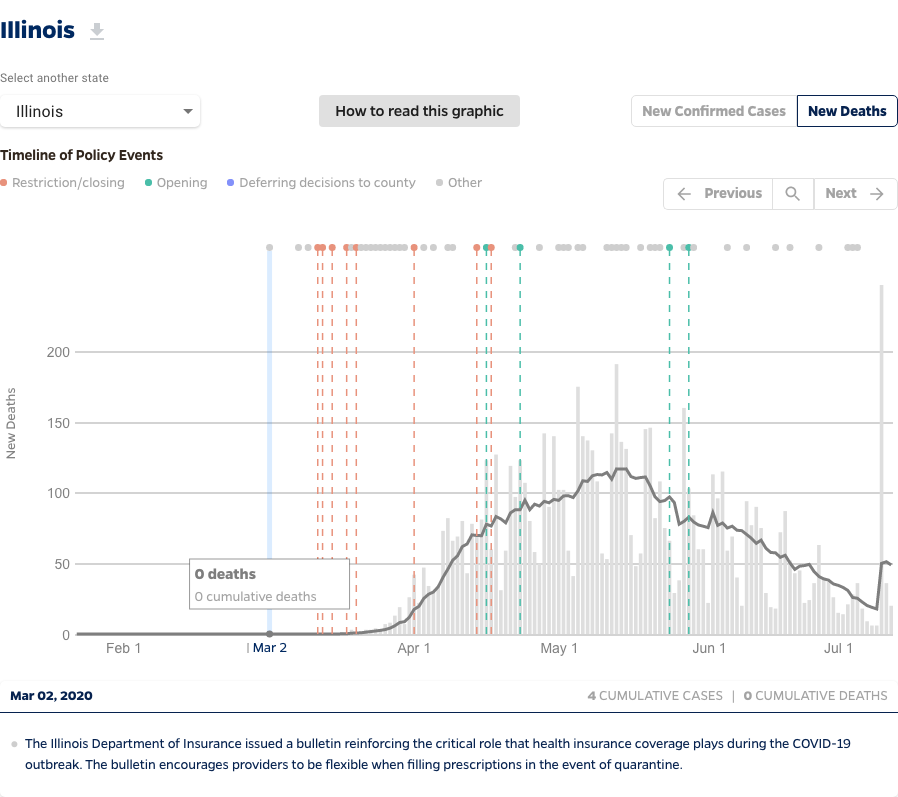 Illinois
Select another state
Illinois
How to read this graphic
New Confirmed Cases
New Deaths
Timeline of Policy Events
Restriction/closing
Opening
Deferring decisions to county
Other
Previous
Next
New Deaths
200
150
100
50
0
0 deaths
0 cumulative deaths
Feb 1
Mar 2
Apr 1
May 1
Jun 1
Jul 1
Mar 02, 2020
4 CUMULATIVE CASES | 0 CUMULATIVE DEATHS
The Illinois Department of Insurance issued a bulletin reinforcing the critical role that health insurance coverage plays during the COVID-19
outbreak. The bulletin encourages providers to be flexible when filling prescriptions in the event of quarantine.